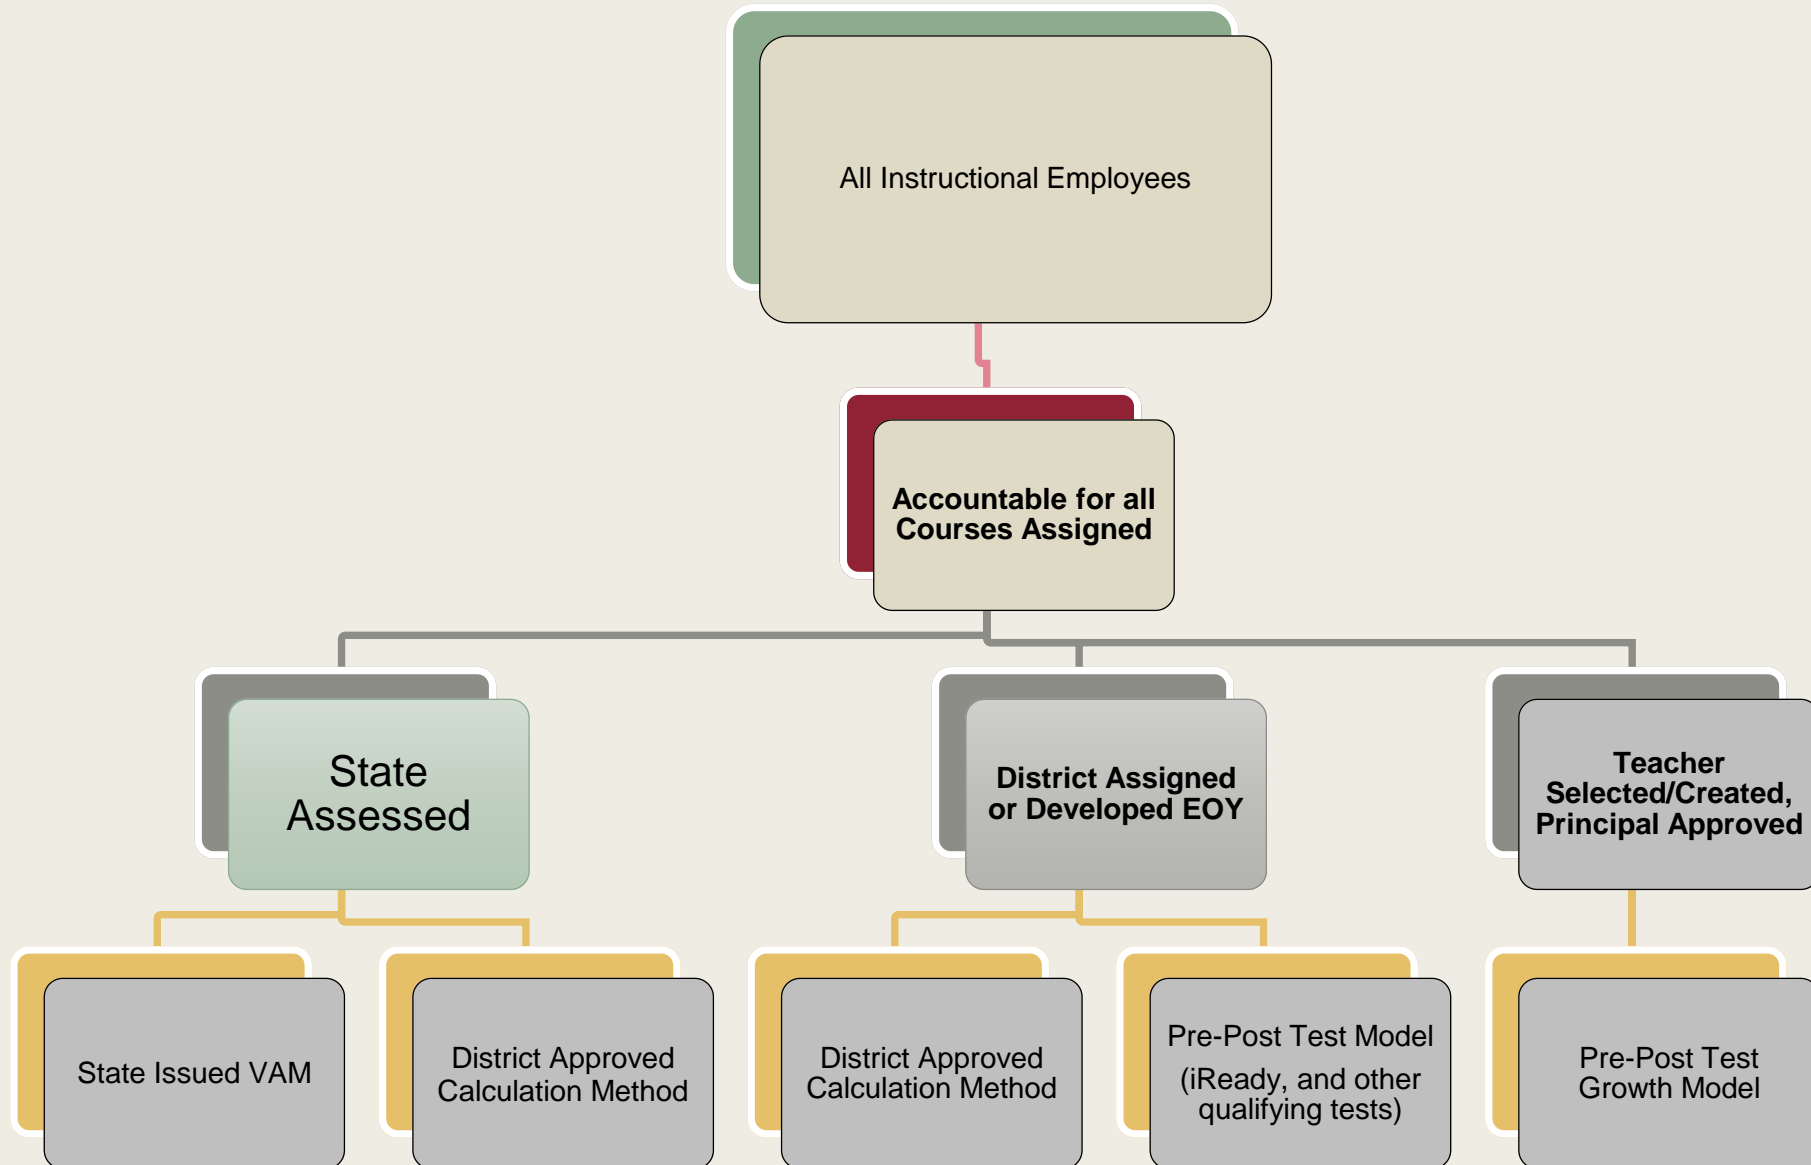 All Instructional Employees
Accountable for all
Courses Assigned
State
Assessed
District Assigned
or Developed EOY
Teacher
Selected/Created,
Principal Approved
State Issued VAM
District Approved
Calculation Method
District Approved
Calculation Method
Pre-Post Test Model
(iReady, and other
qualifying tests)
Pre-Post Test
Growth Model